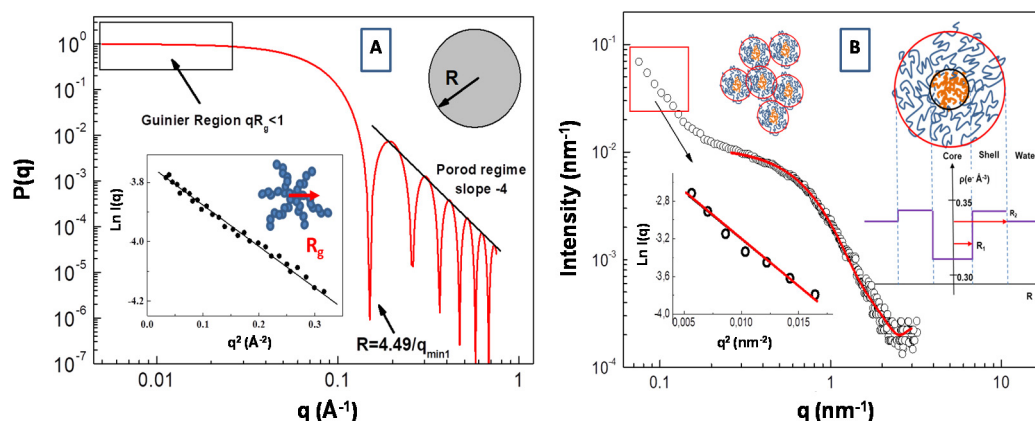 A
10⁰
10⁻¹
10⁻²
10⁻³
10⁻⁴
10⁻⁵
10⁻⁶
10⁻⁷
P(q)
R
Guinier Region qRg<1
Porod regime
slope -4
-3.8
-4.0
-4.2
Ln I(q)
Rg
0.0 0.1 0.2 0.3
q² (Å⁻²)
R=4.49/qmin1
0.01 0.1 1
q (Å⁻¹)
B
10⁻¹
10⁻²
10⁻³
10⁻⁴
Intensity (nm⁻¹)
Core Shell Wate
ρ(e⁻ Å⁻³)
0.35
R₂
R₁
0.30
R
-2.8
-3.2
-3.6
-4.0
Ln I(q)
0.005 0.010 0.015
q² (nm⁻²)
0.1 1 10
q (nm⁻¹)